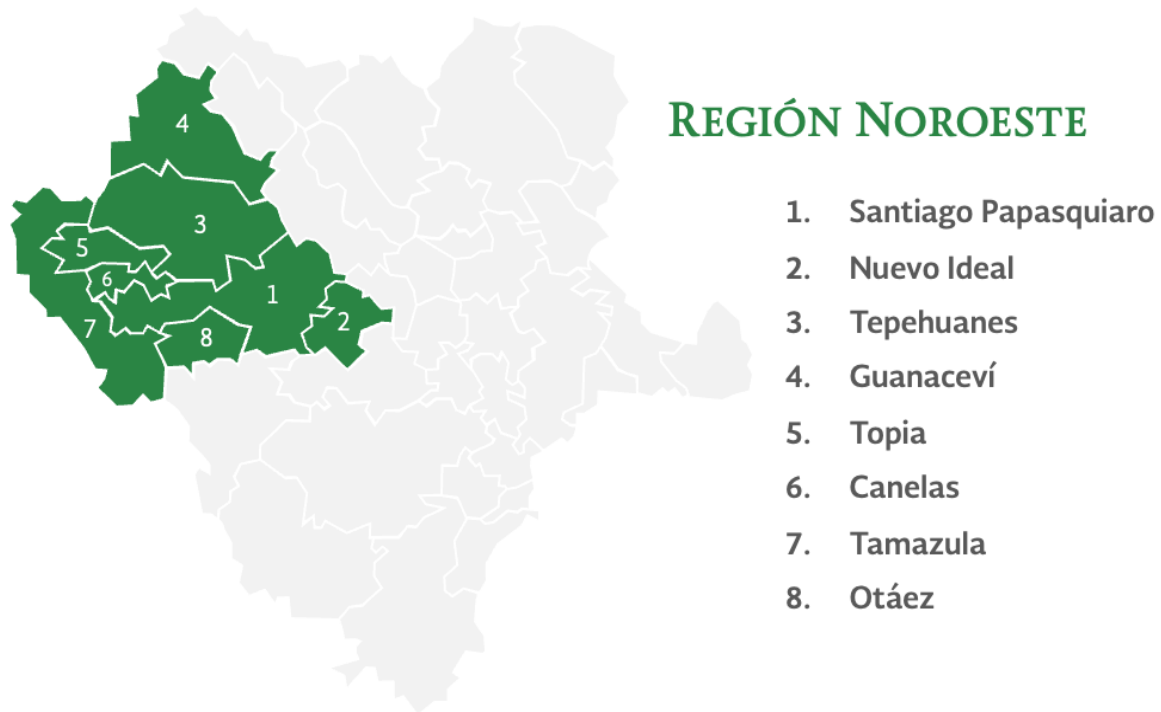 Región Noroeste
1. Santiago Papasquiaro
2. Nuevo Ideal
3. Tepehuanes
4. Guanaceví
5. Topia
6. Canelas
7. Tamazula
8. Otáez
4
3
5
6
1
7
8
2